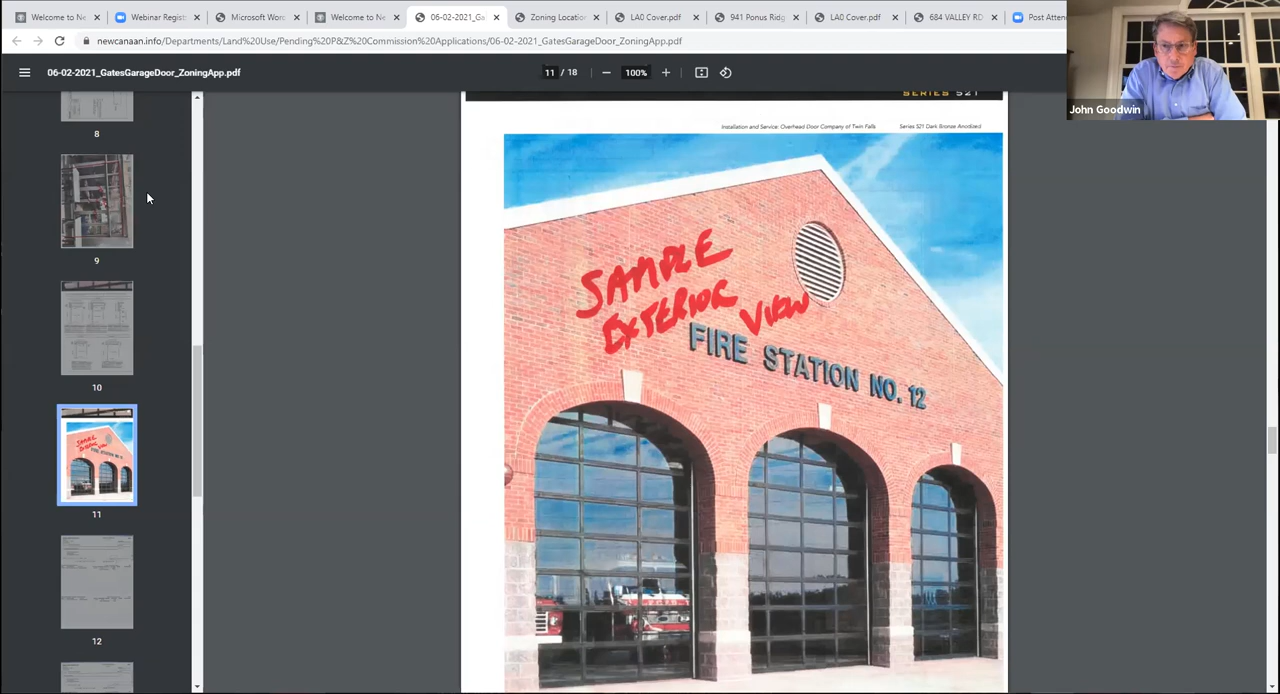 Welcome to Ne
Webinar Regist
Microsoft Word
Welcome to Ne
06-02-2021_Ga
Zoning Location
LA0 Cover.pdf
941 Ponus Ridg
LA0 Cover.pdf
684 VALLEY RD
Post Atten
newcanaan.info/Departments/Land%20Use/Pending%20P&Z%20Commission%20Applications/06-02-2021_GatesGarageDoor_ZoningApp.pdf
06-02-2021_GatesGarageDoor_ZoningApp.pdf
11 / 18
100%
John Goodwin
8
9
10
11
12
SERIES 521
Installation and Service: Overhead Door Company of Twin Falls
Series 521 Dark Bronze Anodized
SAMPLE
EXTERIOR VIEW
FIRE STATION NO. 12